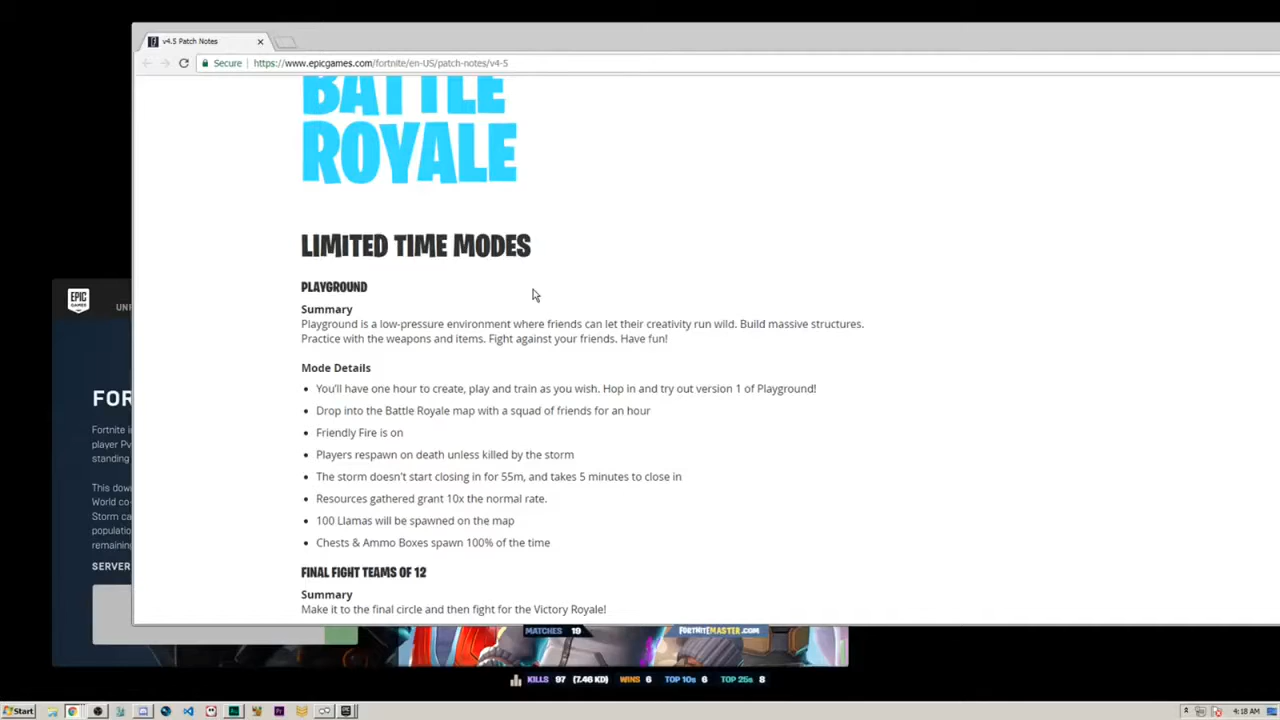 v4.5 Patch Notes
Secure https://www.epicgames.com/fortnite/en-US/patch-notes/v4-5
BATTLE
ROYALE
LIMITED TIME MODES
PLAYGROUND
Summary
Playground is a low-pressure environment where friends can let their creativity run wild. Build massive structures.
Practice with the weapons and items. Fight against your friends. Have fun!
Mode Details
You'll have one hour to create, play and train as you wish. Hop in and try out version 1 of Playground!
Drop into the Battle Royale map with a squad of friends for an hour
Friendly Fire is on
Players respawn on death unless killed by the storm
The storm doesn't start closing in for 55m, and takes 5 minutes to close in
Resources gathered grant 10x the normal rate.
100 Llamas will be spawned on the map
Chests & Ammo Boxes spawn 100% of the time
FINAL FIGHT TEAMS OF 12
Summary
Make it to the final circle and then fight for the Victory Royale!
EPIC
GAMES
UNR
FOR
Fortnite i
player Pv
standing
This dow
World co-
Storm ca
populatio
remaining
SERVER
MATCHES 19
FORTNITEMASTER.COM
KILLS 97 (7.46 KD) WINS 6 TOP 10s 6 TOP 25s 8
Start
4:18 AM